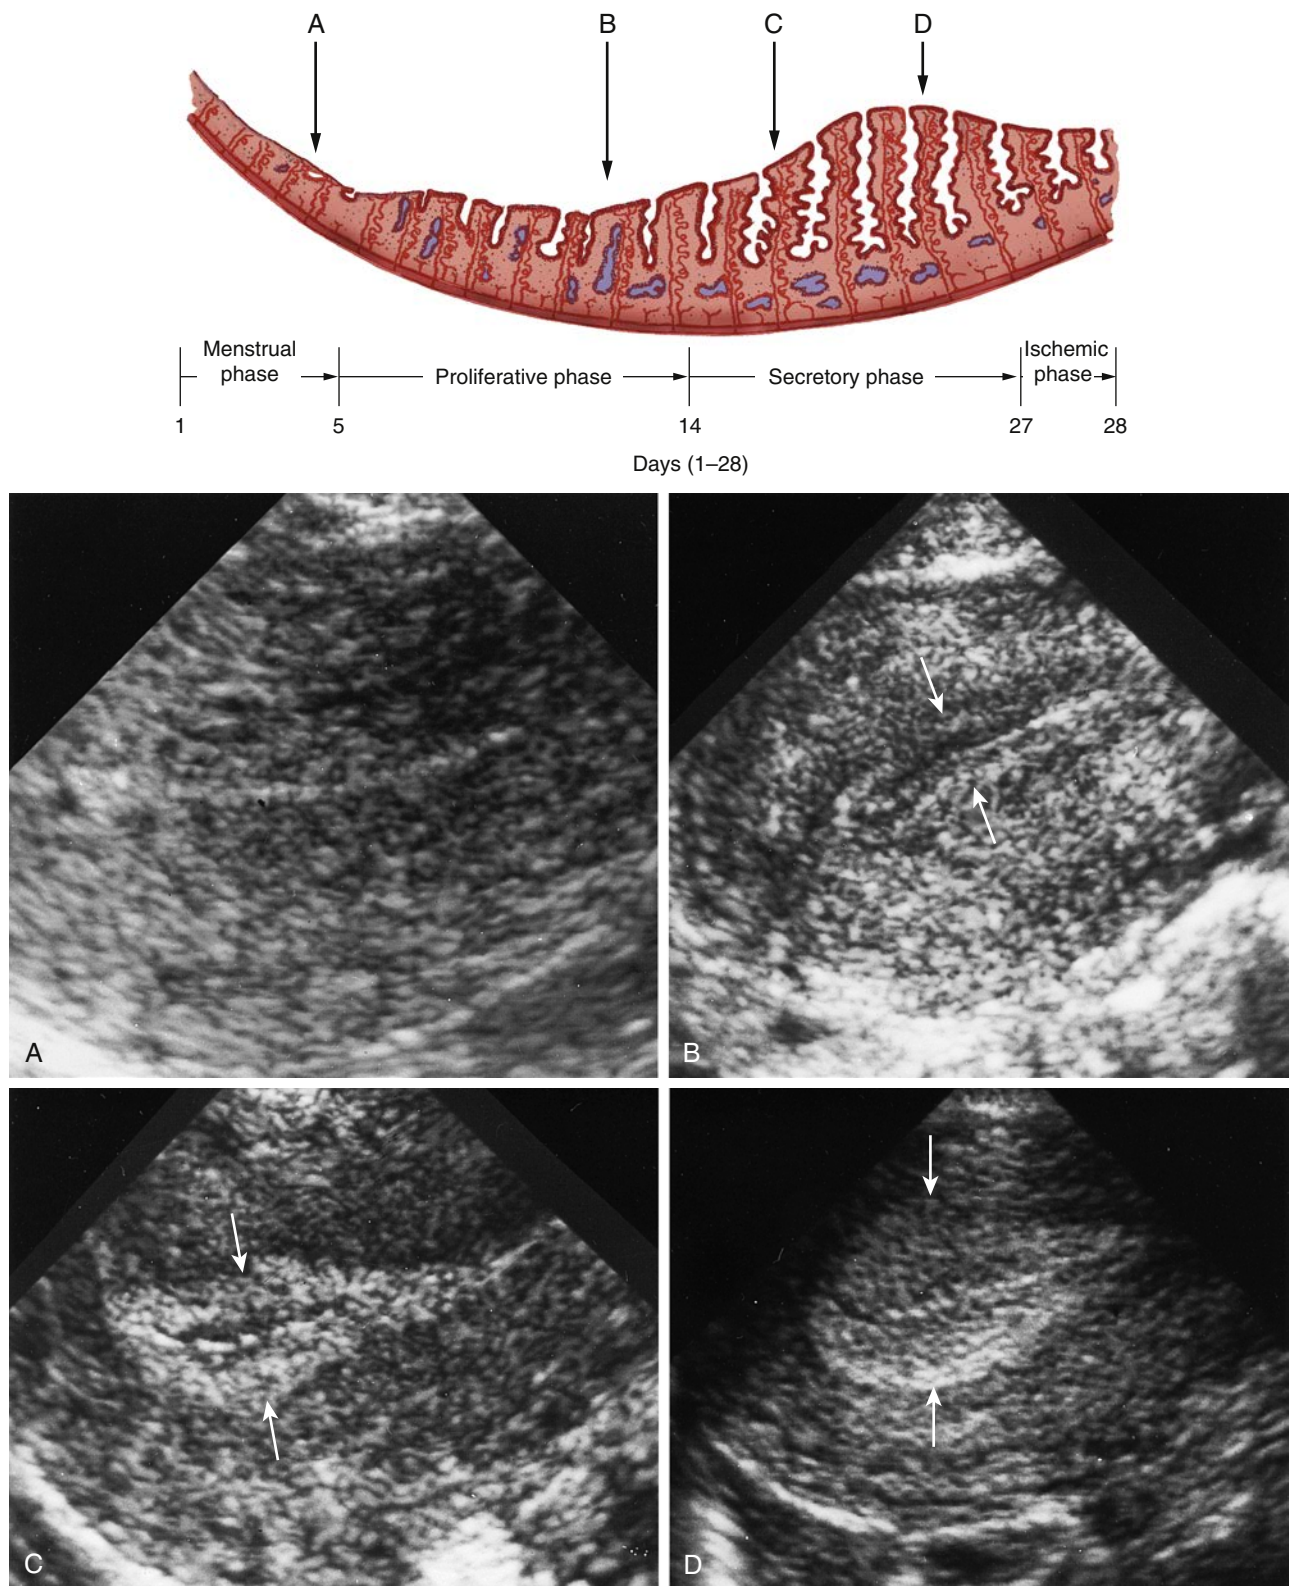 A B C D
Menstrual phase
Proliferative phase
Secretory phase
Ischemic phase
1 5 14 27 28
Days (1–28)
A
B
C
D